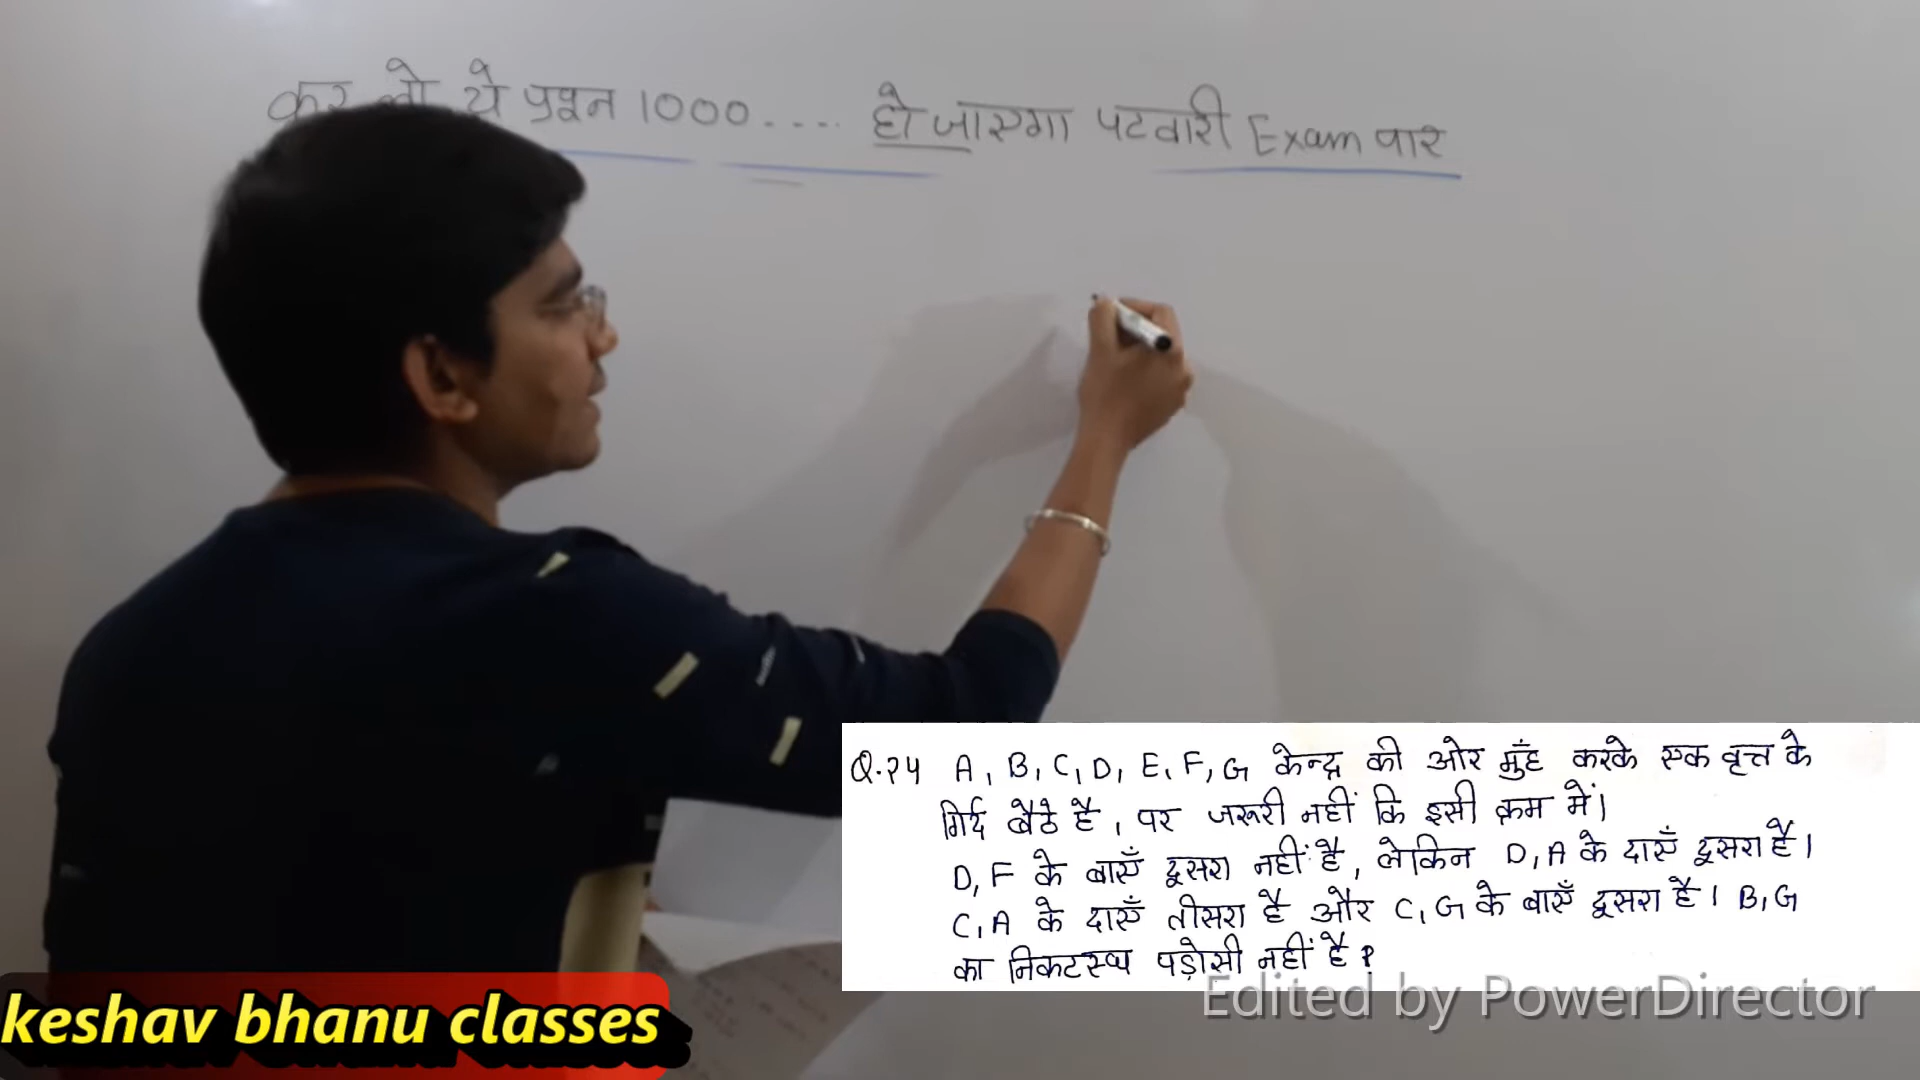 कर लो ये प्रश्न 1000 .... हो जाएगा पटवारी Exam पार
Q.24 A, B, C, D, E, F, G केन्द्र की ओर मुँह करके एक वृत्त के
गिर्द बैठे है, पर जरूरी नहीं कि इसी क्रम में।
D, F के बाएँ दूसरा नहीं है, लेकिन D, A के दाएँ दूसरा है।
C, A के दाएँ तीसरा है और C, G के बाएँ दूसरा है। B, G
का निकटस्थ पड़ोसी नहीं है?
Edited by PowerDirector
keshav bhanu classes